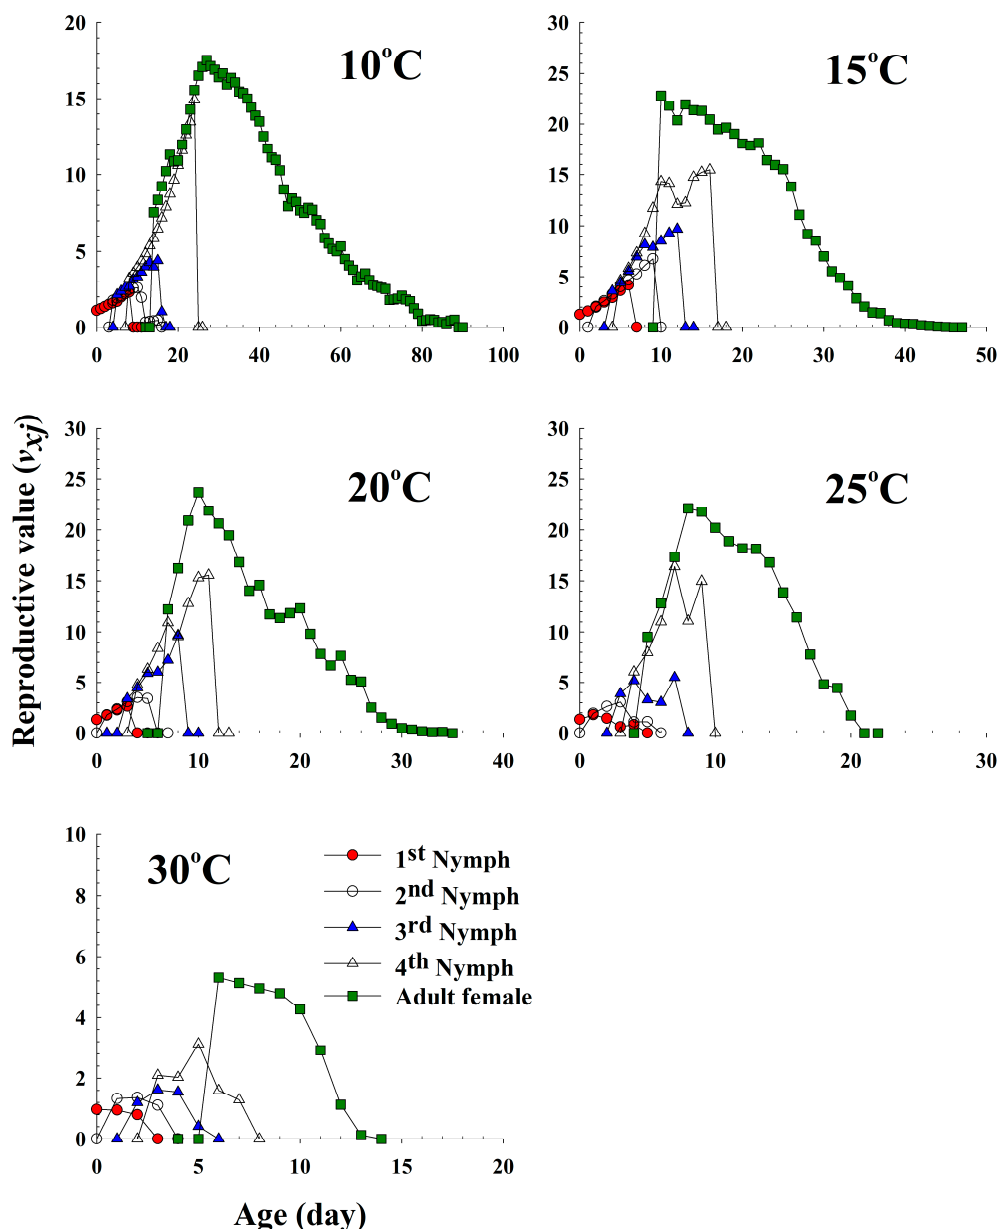 10°C
20
15
10
5
0
0 20 40 60 80 100
15°C
30
25
20
15
10
5
0
0 10 20 30 40 50
Reproductive value (vxj)
20°C
30
25
20
15
10
5
0
0 10 20 30 40
25°C
30
25
20
15
10
5
0
0 10 20 30
30°C
10
8
6
4
2
0
0 5 10 15 20
1st Nymph
2nd Nymph
3rd Nymph
4th Nymph
Adult female
Age (day)